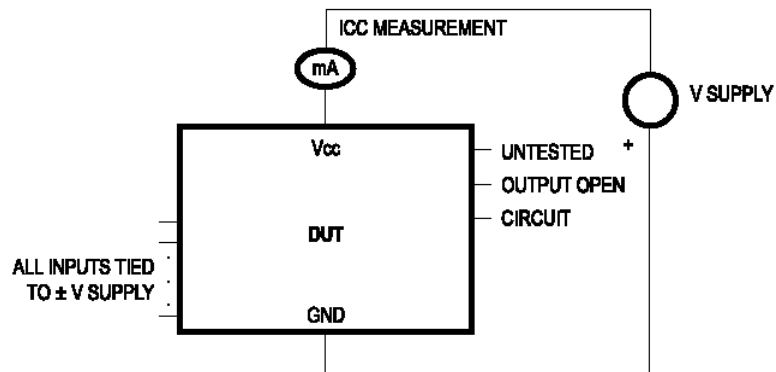 ICC MEASUREMENT
mA
V SUPPLY
+
Vcc
UNTESTED
OUTPUT OPEN
CIRCUIT
DUT
ALL INPUTS TIED
TO ± V SUPPLY
GND